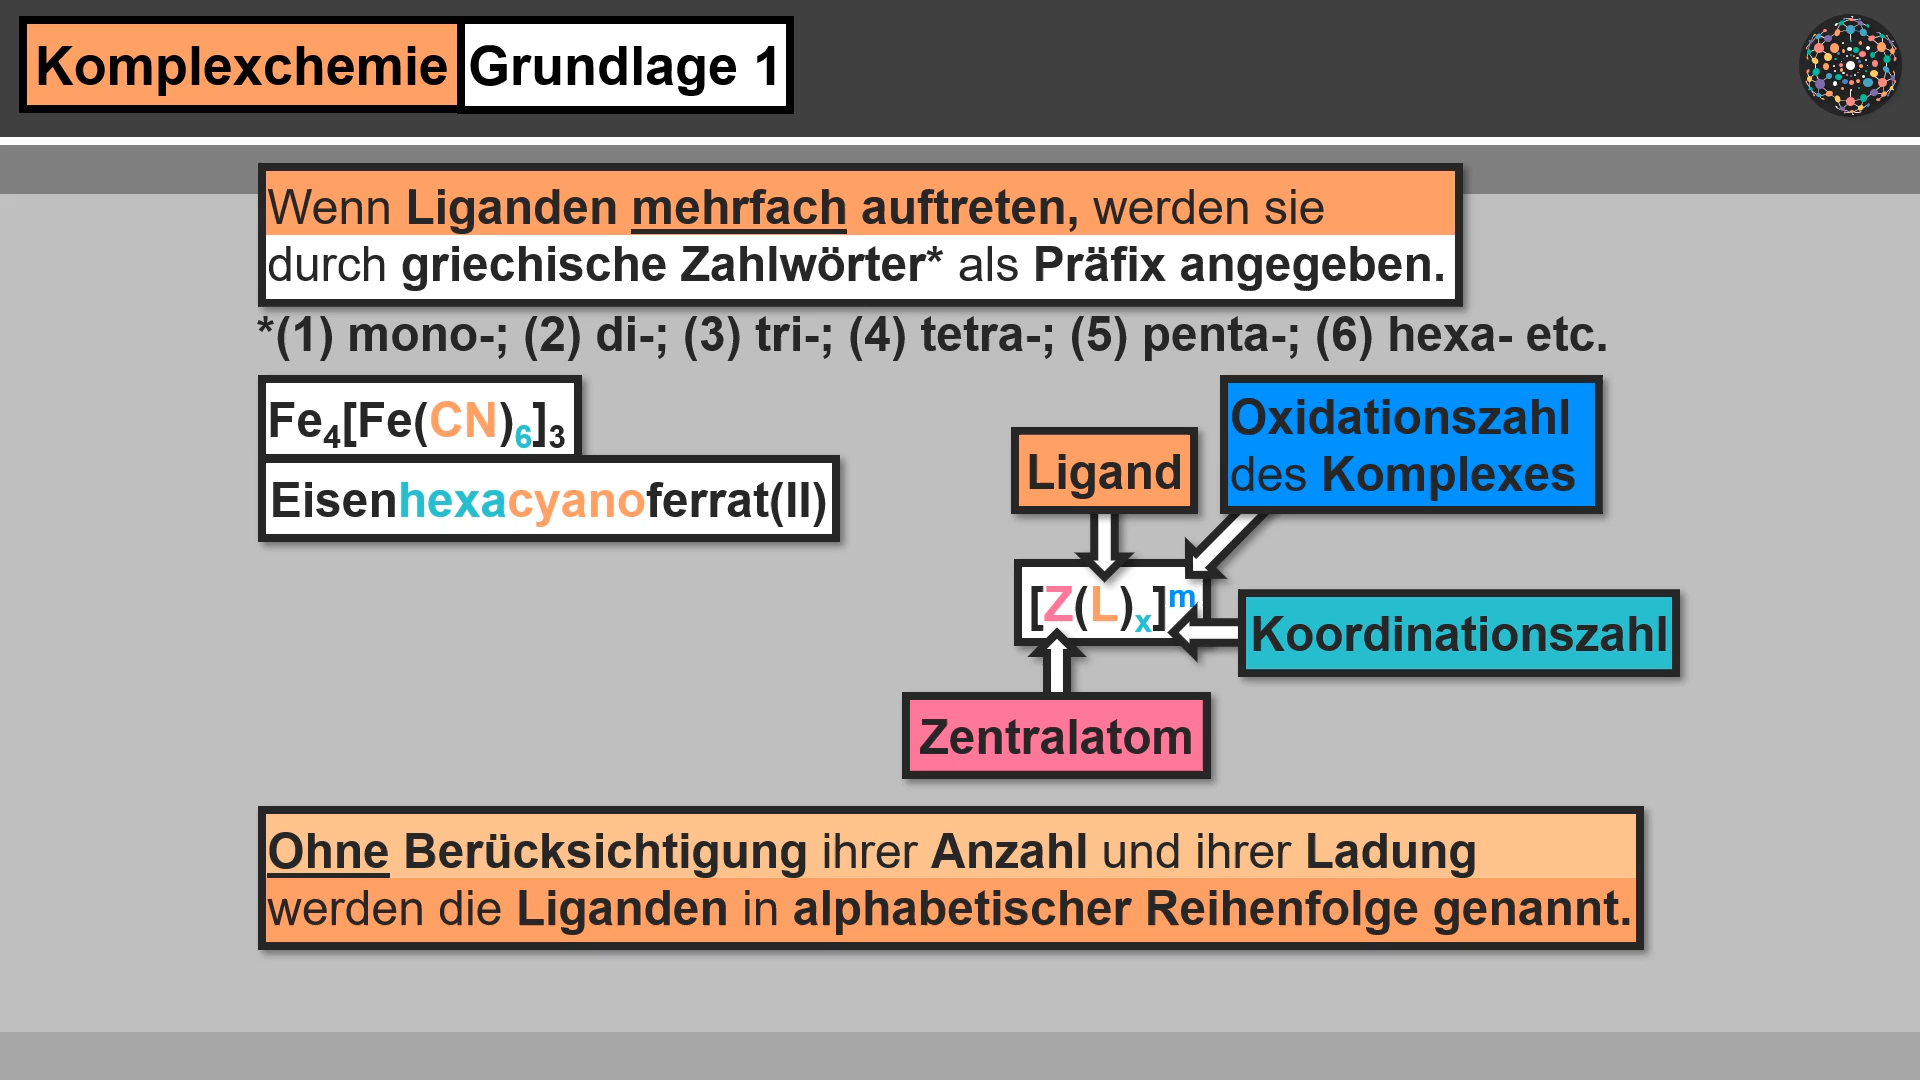 Komplexchemie Grundlage 1
Wenn Liganden mehrfach auftreten, werden sie
durch griechische Zahlwörter* als Präfix angegeben.
*(1) mono-; (2) di-; (3) tri-; (4) tetra-; (5) penta-; (6) hexa- etc.
Fe₄[Fe(CN)₆]₃
Eisenhexacyanoferrat(II)
Ligand
Oxidationszahl
des Komplexes
[Z(L)ₓ]ᵐ
Koordinationszahl
Zentralatom
Ohne Berücksichtigung ihrer Anzahl und ihrer Ladung
werden die Liganden in alphabetischer Reihenfolge genannt.